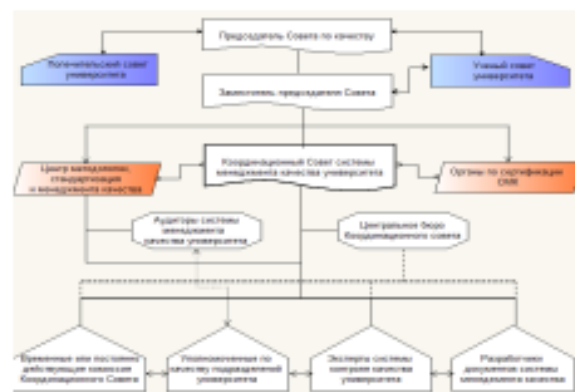 Председатель Совета по качеству
Попечительский совет
университета
Ученый совет
университета
Заместитель председателя Совета
Координационный Совет системы
менеджмента качества университета
Центр методологии,
стандартизации
и менеджмента качества
Органы по сертификации
СМК
Аудиторы системы
менеджмента
качества университета
Центральное бюро
Координационного совета
Временные или постоянно
действующие комиссии
Координационного Совета
Уполномоченные по
качеству подразделений
университета
Эксперты системы
контроля качества
университета
Разработчики
документов системы
менеджмента качества